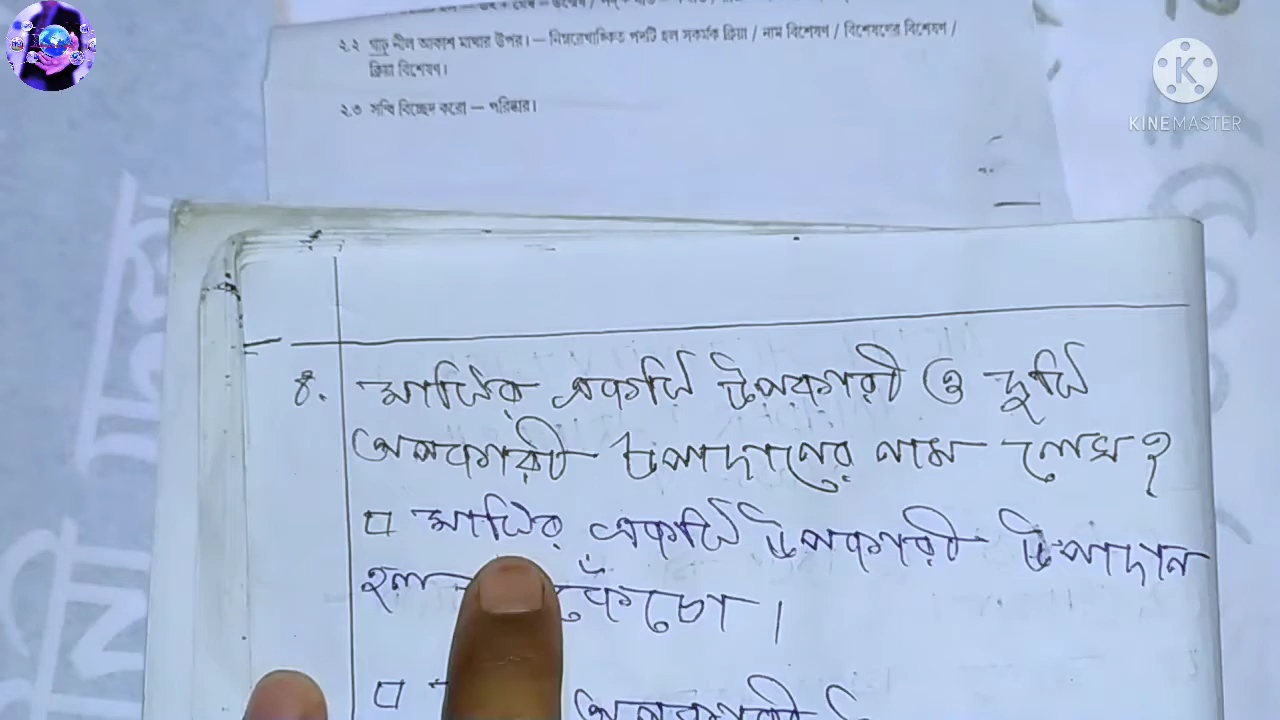 ২.২ গাঢ় নীল আকাশ মাথার উপর। — নিম্নরেখাঙ্কিত পদটি হল সকর্মক ক্রিয়া / নাম বিশেষণ / বিশেষণের বিশেষণ /
ক্রিয়া বিশেষণ।
২.৩ সন্ধি বিচ্ছেদ করো — পরিষ্কার।
KINEMASTER
৪. মাটির একটি উপকারী ও দুটি
অপকারী উপাদানের নাম লেখ?
মাটির একটি উপকারী উপাদান
হল কেঁচো।
অপকারী